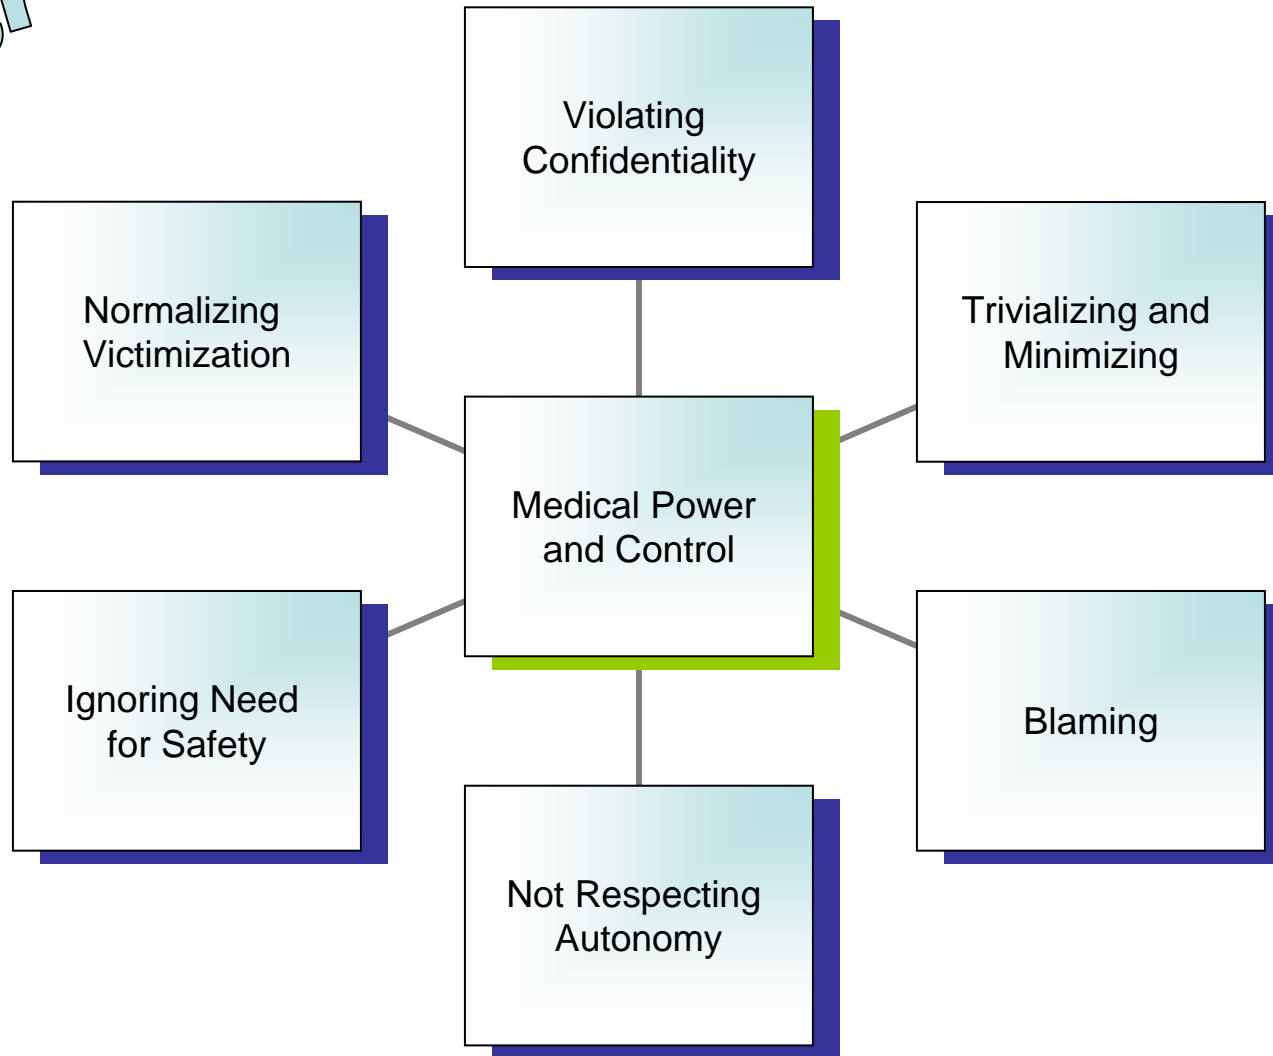 Violating
Confidentiality
Normalizing
Victimization
Trivializing and
Minimizing
Medical Power
and Control
Ignoring Need
for Safety
Blaming
Not Respecting
Autonomy